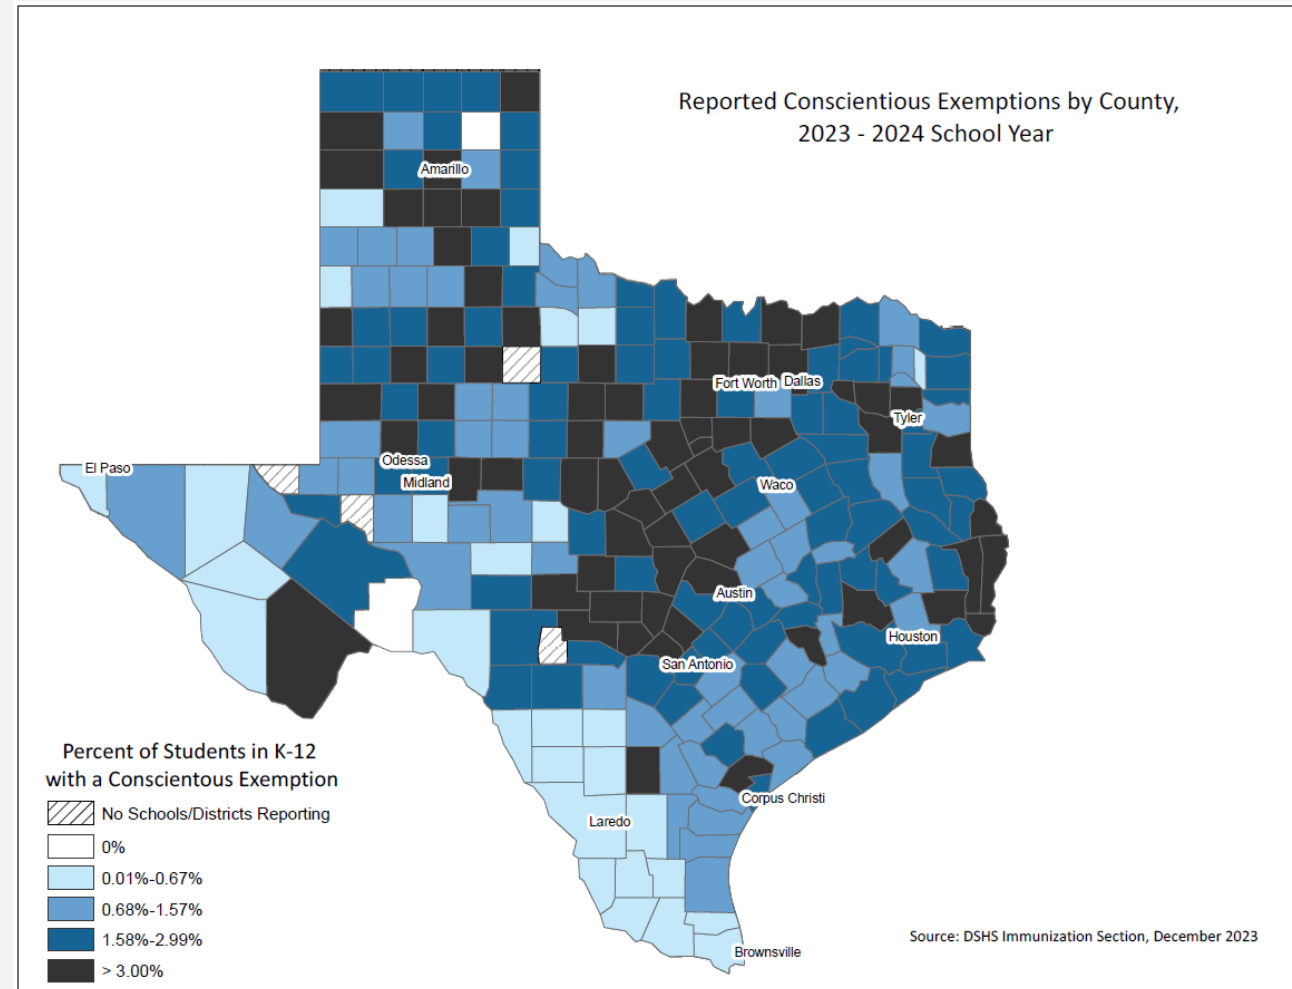 Reported Conscientious Exemptions by County,
2023 - 2024 School Year
Amarillo
Fort Worth
Dallas
Tyler
El Paso
Odessa
Midland
Waco
Austin
Houston
San Antonio
Percent of Students in K-12
with a Conscientous Exemption
No Schools/Districts Reporting
0%
0.01%-0.67%
0.68%-1.57%
1.58%-2.99%
> 3.00%
Corpus Christi
Laredo
Brownsville
Source: DSHS Immunization Section, December 2023